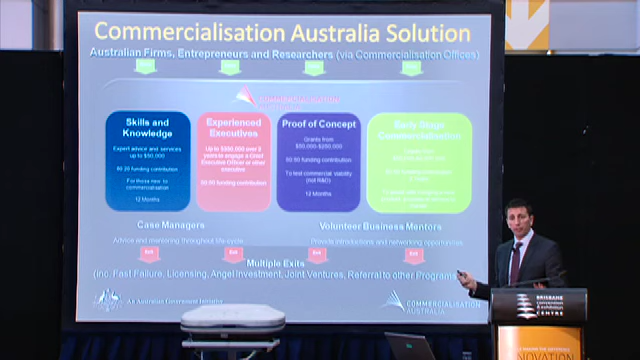 Commercialisation Australia Solution
Australian Firms, Entrepreneurs and Researchers (via Commercialisation Offices)
COMMERCIALISATION
AUSTRALIA
Skills and
Knowledge
Expert advice and services
up to $50,000
80:20 funding contribution
For those new to
commercialisation
12 Months
Experienced
Executives
Up to $200,000 over 2
years to engage a Chief
Executive Officer or other
executive
50:50 funding contribution
Proof of Concept
Grants from
$50,000-$250,000
50:50 funding contribution
To test commercial viability
(not R&D)
12 Months
Early Stage
Commercialisation
Case Managers
Advice and mentoring throughout life cycle
Volunteer Business Mentors
Provide introductions and networking opportunities
Exit
Exit
Exit
Exit
Multiple Exits
(inc. Fast Failure, Licensing, Angel Investment, Joint Ventures, Referral to other Programs)
An Australian Government Initiative
COMMERCIALISATION
AUSTRALIA
BRISBANE
CONVENTION
& EXHIBITION
CENTRE